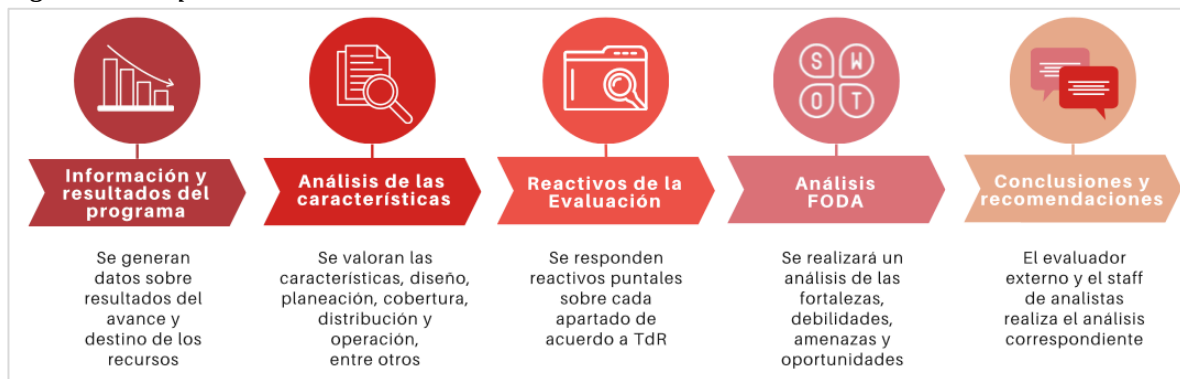 S W
O T
Información y
resultados del
programa
Análisis de las
características
Reactivos de la
Evaluación
Análisis
FODA
Conclusiones y
recomendaciones
Se generan
datos sobre
resultados del
avance y
destino de los
recursos
Se valoran las
características, diseño,
planeación, cobertura,
distribución y
operación,
entre otros
Se responden
reactivos puntales
sobre cada
apartado de
acuerdo a TdR
Se realizará un
análisis de las
fortalezas,
debilidades,
amenazas y
oportunidades
El evaluador
externo y el staff
de analistas
realiza el análisis
correspondiente